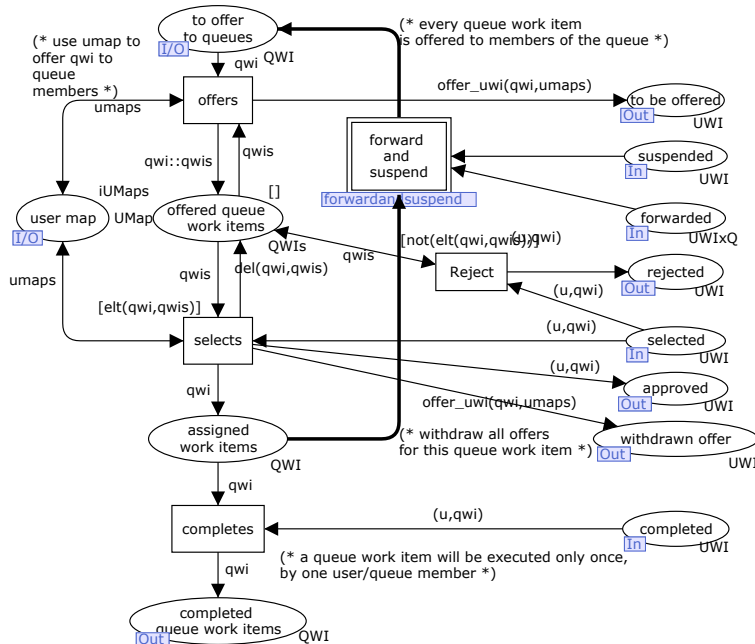 to offer
to queues
I/O
QWI
(* use umap to
offer qwi to
queue
members *)
(* every queue work item
is offered to members of the queue *)
qwi
umaps
offers
offer_uwi(qwi,umaps)
to be offered
Out
UWI
forward
and
suspend
forwardandsuspend
suspended
In
UWI
qwi::qwis
qwis
iUMaps
[]
user map
I/O
UMap
offered queue
work items
QWIs
forwarded
In
UWIxQ
qwis
[not(elt(qwi,qwis))]
(u,qwi)
Reject
rejected
Out
UWI
umaps
qwis
del(qwi,qwis)
[elt(qwi,qwis)]
(u,qwi)
selects
(u,qwi)
selected
In
UWI
(u,qwi)
approved
Out
UWI
qwi
offer_uwi(qwi,umaps)
assigned
work items
QWI
(* withdraw all offers
for this queue work item *)
withdrawn offer
Out
UWI
qwi
completes
(u,qwi)
completed
In
UWI
(* a queue work item will be executed only once,
by one user/queue member *)
qwi
completed
queue work items
Out
QWI